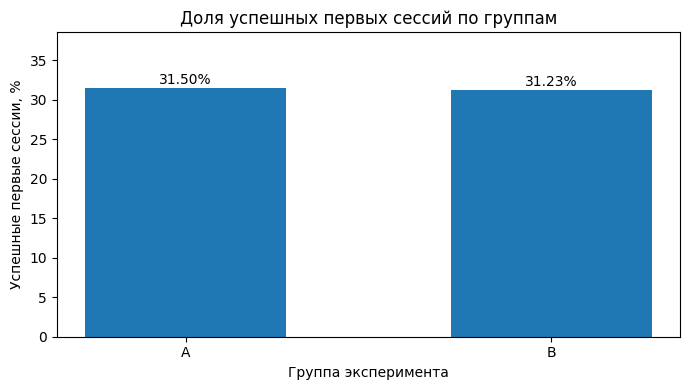 Доля успешных первых сессий по группам
Успешные первые сессии, %
35
30
25
20
15
10
5
0
31.50%
31.23%
A
B
Группа эксперимента